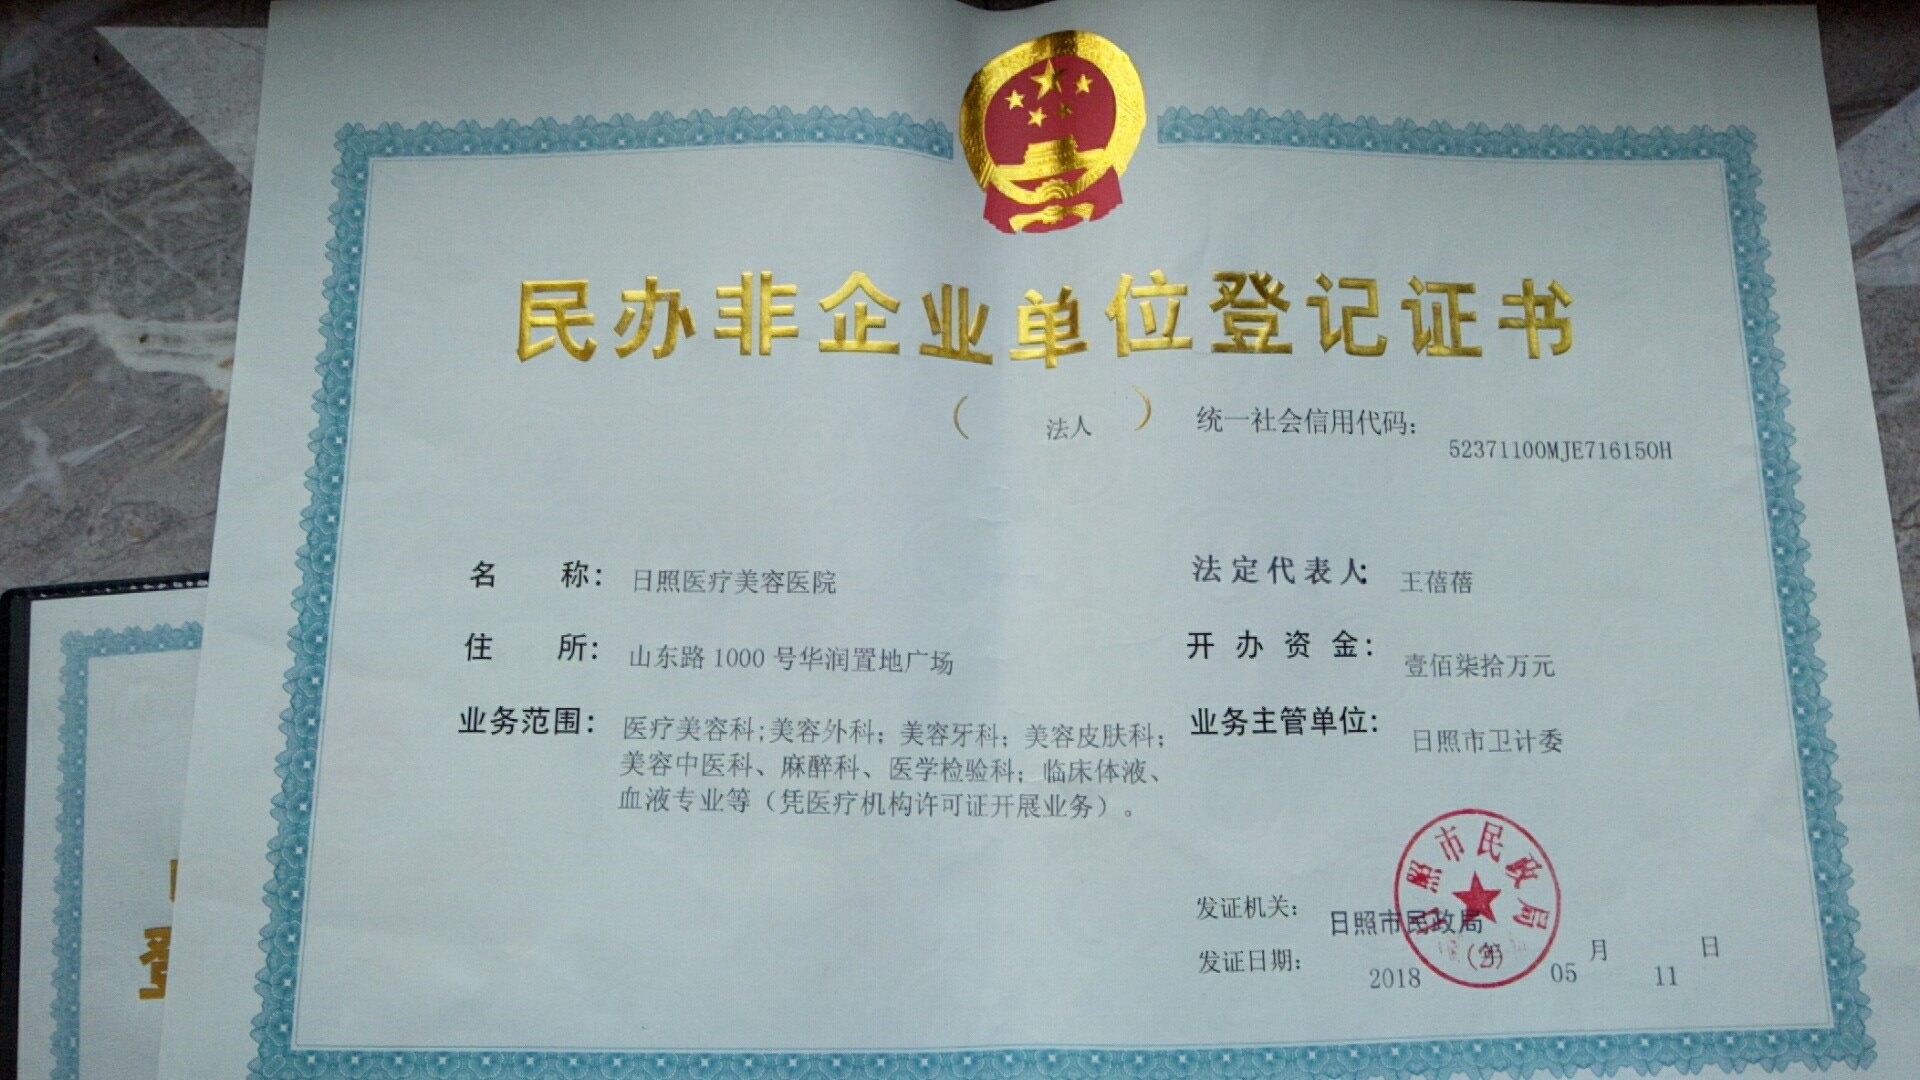 民办非企业单位登记证书
（ 法人 ） 统一社会信用代码：
52371100MJE716150H
名 称： 日照医疗美容医院
法定代表人： 王蓓蓓
住 所： 山东路1000号华润置地广场
开办资金： 壹佰柒拾万元
业务范围： 医疗美容科;美容外科；美容牙科；美容皮肤科；
美容中医科、麻醉科、医学检验科；临床体液、
血液专业等（凭医疗机构许可证开展业务）。
业务主管单位： 日照市卫计委
发证机关： 日照市民政局
发证日期： 2018 年 05 月 11 日
日照市民政局
(2)
登